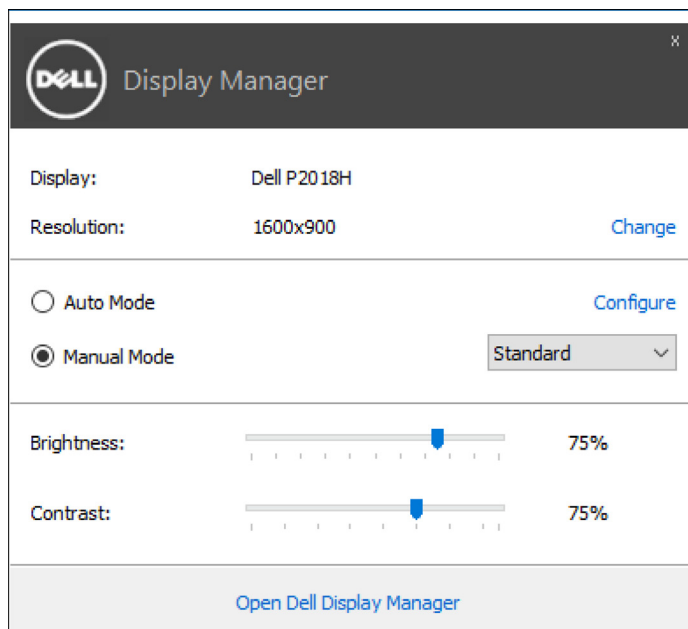 x
DELL Display Manager
Display: Dell P2018H
Resolution: 1600x900 Change
Auto Mode Configure
Manual Mode Standard
Brightness: 75%
Contrast: 75%
Open Dell Display Manager